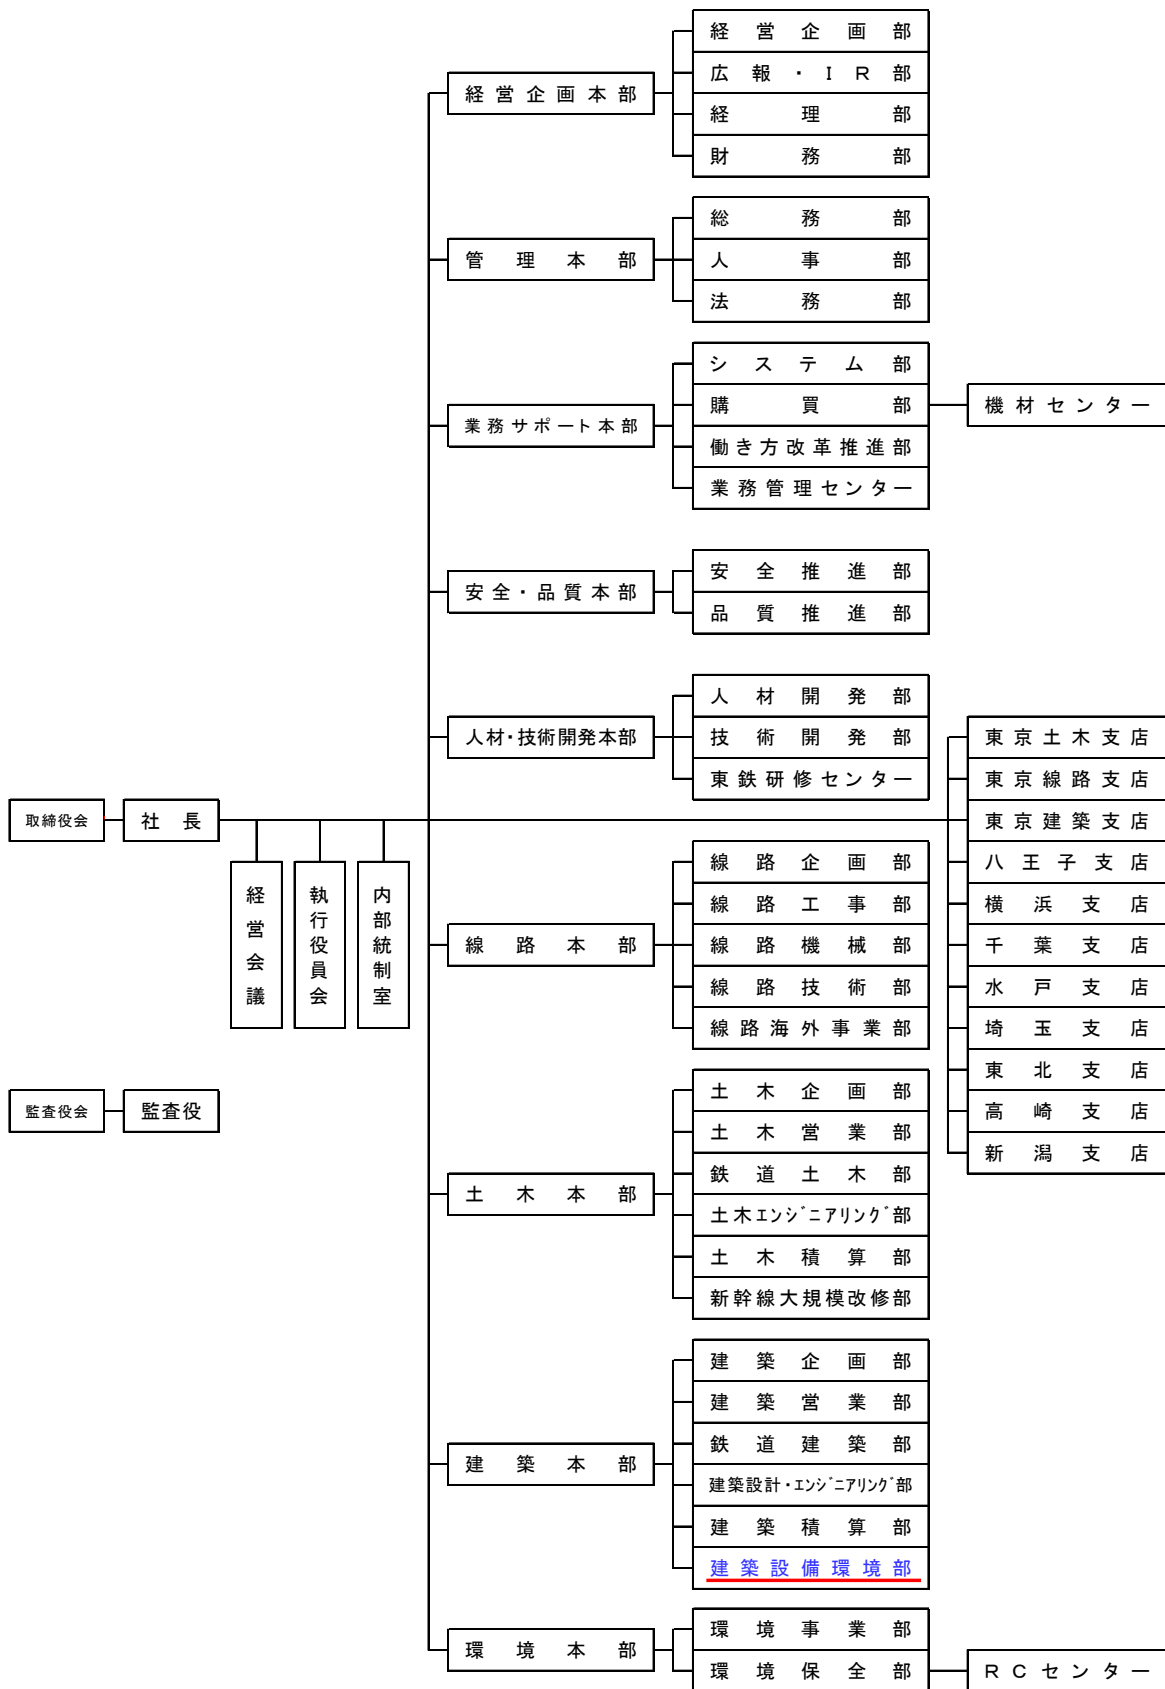 経営企画部
広報・ＩＲ部
経営企画本部
経理部
財務部
総務部
管理本部
人事部
法務部
システム部
購買部
機材センター
業務サポート本部
働き方改革推進部
業務管理センター
安全推進部
安全・品質本部
品質推進部
人材開発部
人材・技術開発本部
技術開発部
東鉄研修センター
東京土木支店
東京線路支店
東京建築支店
八王子支店
横浜支店
千葉支店
水戸支店
埼玉支店
東北支店
高崎支店
新潟支店
取締役会
社長
経営会議
執行役員会
内部統制室
監査役会
監査役
線路企画部
線路工事部
線路本部
線路機械部
線路技術部
線路海外事業部
土木企画部
土木営業部
鉄道土木部
土木本部
土木ｴﾝｼﾞﾆｱﾘﾝｸﾞ部
土木積算部
新幹線大規模改修部
建築企画部
建築営業部
鉄道建築部
建築本部
建築設計・ｴﾝｼﾞﾆｱﾘﾝｸﾞ部
建築積算部
建築設備環境部
環境事業部
環境本部
環境保全部
ＲＣセンター